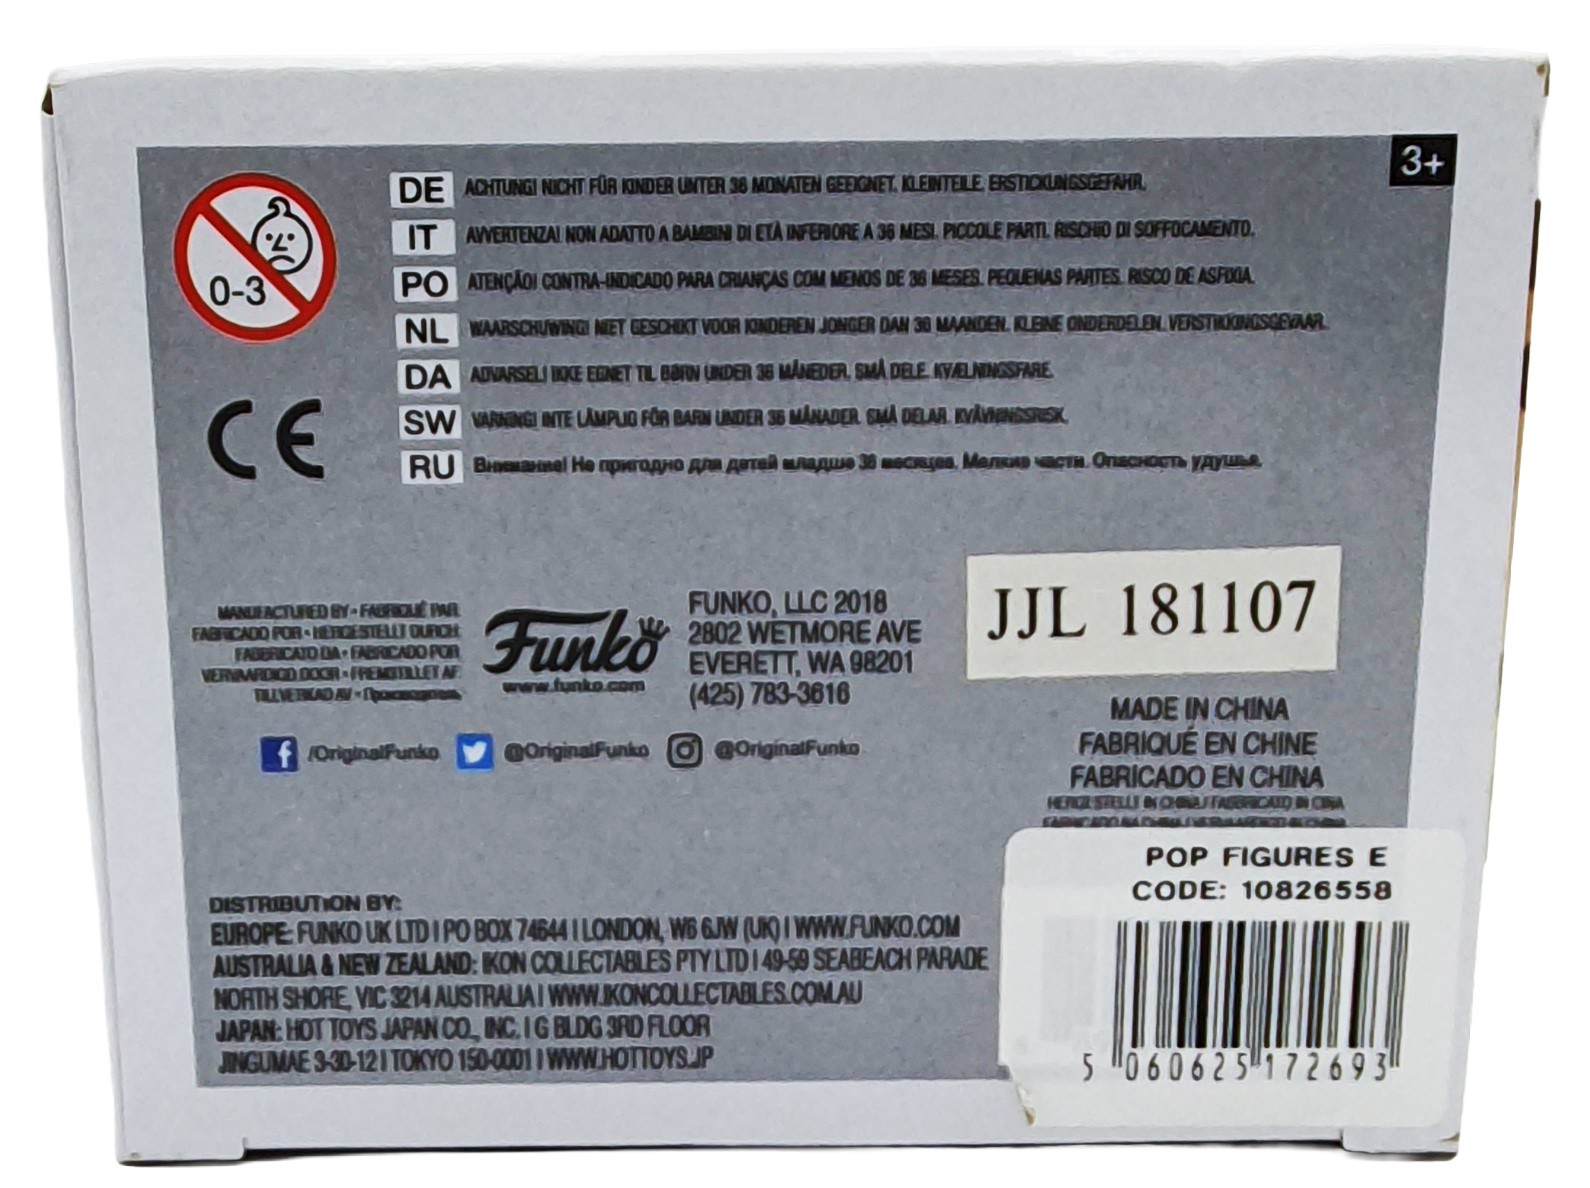 3+
0-3
DE ACHTUNG! NICHT FÜR KINDER UNTER 36 MONATEN GEEIGNET. KLEINTEILE. ERSTICKUNGSGEFAHR.
IT AVVERTENZA! NON ADATTO A BAMBINI DI ETÀ INFERIORE A 36 MESI. PICCOLE PARTI. RISCHIO DI SOFFOCAMENTO.
PO ATENÇÃO! CONTRA-INDICADO PARA CRIANÇAS COM MENOS DE 36 MESES. PEQUENAS PARTES. RISCO DE ASFIXIA.
NL WAARSCHUWING! NIET GESCHIKT VOOR KINDEREN JONGER DAN 36 MAANDEN. KLEINE ONDERDELEN. VERSTIKKINGSGEVAAR.
DA ADVARSEL! IKKE EGNET TIL BØRN UNDER 36 MÅNEDER. SMÅ DELE. KVÆLNINGSFARE.
SW VARNING! INTE LÄMPLIG FÖR BARN UNDER 36 MÅNADER. SMÅ DELAR. KVÄVNINGSRISK.
RU Внимание! Не пригодно для детей младше 36 месяцев. Мелкие части. Опасность удушья.
CE
MANUFACTURED BY • FABRIQUÉ PAR
FABRICADO POR • HERGESTELLT DURCH
FABBRICATO DA • FABRICADO POR
VERVAARDIGD DOOR • FREMSTILLET AF
TILLVERKAD AV • Производитель
Funko
www.funko.com
FUNKO, LLC 2018
2802 WETMORE AVE
EVERETT, WA 98201
(425) 783-3616
JJL 181107
/OriginalFunko @OriginalFunko @OriginalFunko
MADE IN CHINA
FABRIQUÉ EN CHINE
FABRICADO EN CHINA
HERGESTELLT IN CHINA / FABBRICATO IN CINA
POP FIGURES E
CODE: 10826558
5 060625 172693
DISTRIBUTION BY:
EUROPE: FUNKO UK LTD | PO BOX 74644 | LONDON, W6 6JW (UK) | WWW.FUNKO.COM
AUSTRALIA & NEW ZEALAND: IKON COLLECTABLES PTY LTD | 49-59 SEABEACH PARADE
NORTH SHORE, VIC 3214 AUSTRALIA | WWW.IKONCOLLECTABLES.COM.AU
JAPAN: HOT TOYS JAPAN CO., INC. | G BLDG 3RD FLOOR
JINGUMAE 3-30-12 | TOKYO 150-0001 | WWW.HOTTOYS.JP